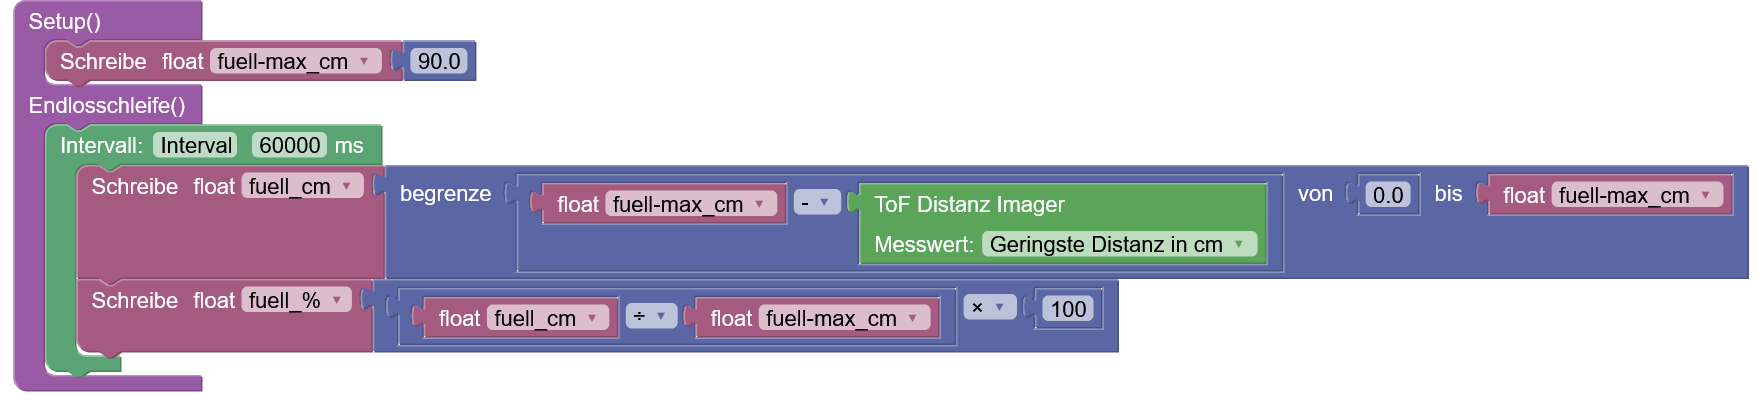 Setup()
Schreibe float fuell-max_cm 90.0
Endlosschleife()
Intervall: Interval 60000 ms
Schreibe float fuell_cm begrenze float fuell-max_cm - ToF Distanz Imager von 0.0 bis float fuell-max_cm
Messwert: Geringste Distanz in cm
Schreibe float fuell_% float fuell_cm ÷ float fuell-max_cm × 100